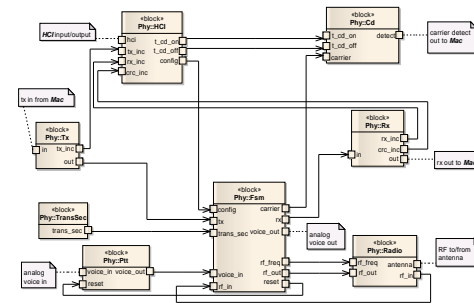 «block»
Phy::HCI
HCI input/output
hci
tx_inc
rx_inc
crc_inc
t_cd_on
t_cd_off
config
«block»
Phy::Cd
t_cd_on
t_cd_off
carrier
detect
carrier detect
out to Mac
tx in from Mac
«block»
Phy::Tx
in
tx_inc
out
«block»
Phy::Rx
in
rx_inc
crc_inc
out
rx out to Mac
«block»
Phy::TransSec
trans_sec
«block»
Phy::Fsm
config
tx
trans_sec
voice_in
rf_in
carrier
rx
voice_out
rf_freq
rf_out
reset
analog
voice out
analog
voice in
«block»
Phy::Ptt
voice_in
reset
voice_out
«block»
Phy::Radio
rf_freq
rf_out
antenna
rf_in
RF to/from
antenna